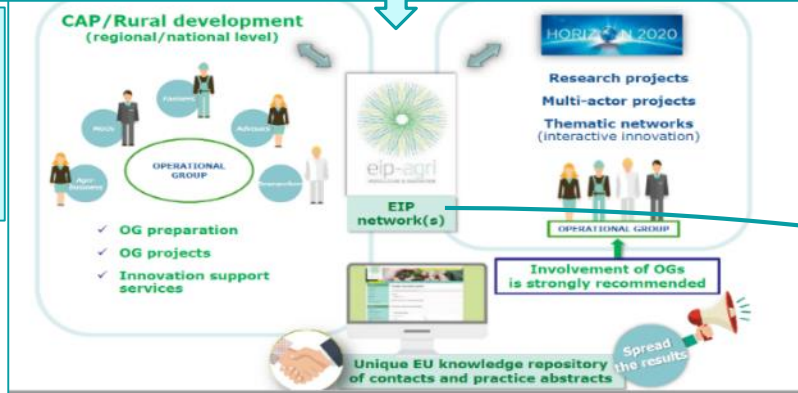 CAP/Rural development
(regional/national level)
Farmers
NGOs
Advisors
Agri-
business
Researchers
OPERATIONAL
GROUP
✓ OG preparation
✓ OG projects
✓ Innovation support
services
eip-agri
EIP
network(s)
HORIZON 2020
Research projects
Multi-actor projects
Thematic networks
(interactive innovation)
OPERATIONAL GROUP
Involvement of OGs
is strongly recommended
Spread
the results
Unique EU knowledge repository
of contacts and practice abstracts